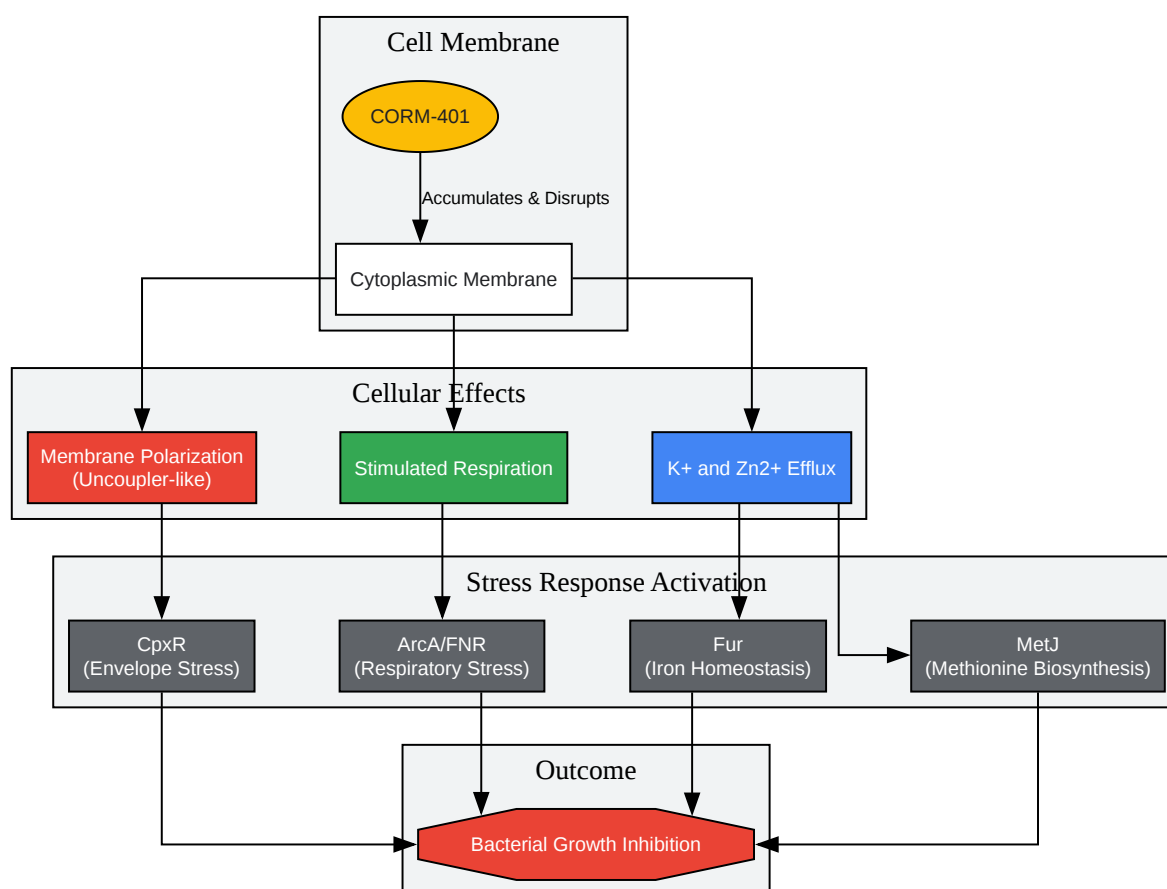 Cell Membrane
CORM-401
Accumulates & Disrupts
Cytoplasmic Membrane
Cellular Effects
Membrane Polarization
(Uncoupler-like)
Stimulated Respiration
K+ and Zn2+ Efflux
Stress Response Activation
CpxR
(Envelope Stress)
ArcA/FNR
(Respiratory Stress)
Fur
(Iron Homeostasis)
MetJ
(Methionine Biosynthesis)
Outcome
Bacterial Growth Inhibition